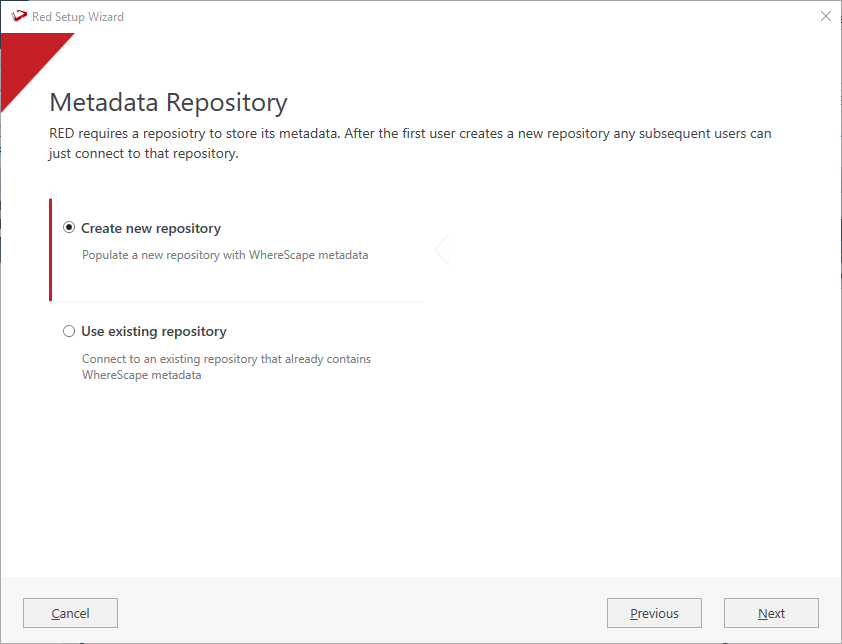 Red Setup Wizard
Metadata Repository
RED requires a reposiotry to store its metadata. After the first user creates a new repository any subsequent users can
just connect to that repository.
Create new repository
Populate a new repository with WhereScape metadata
Use existing repository
Connect to an existing repository that already contains
WhereScape metadata
Cancel
Previous
Next